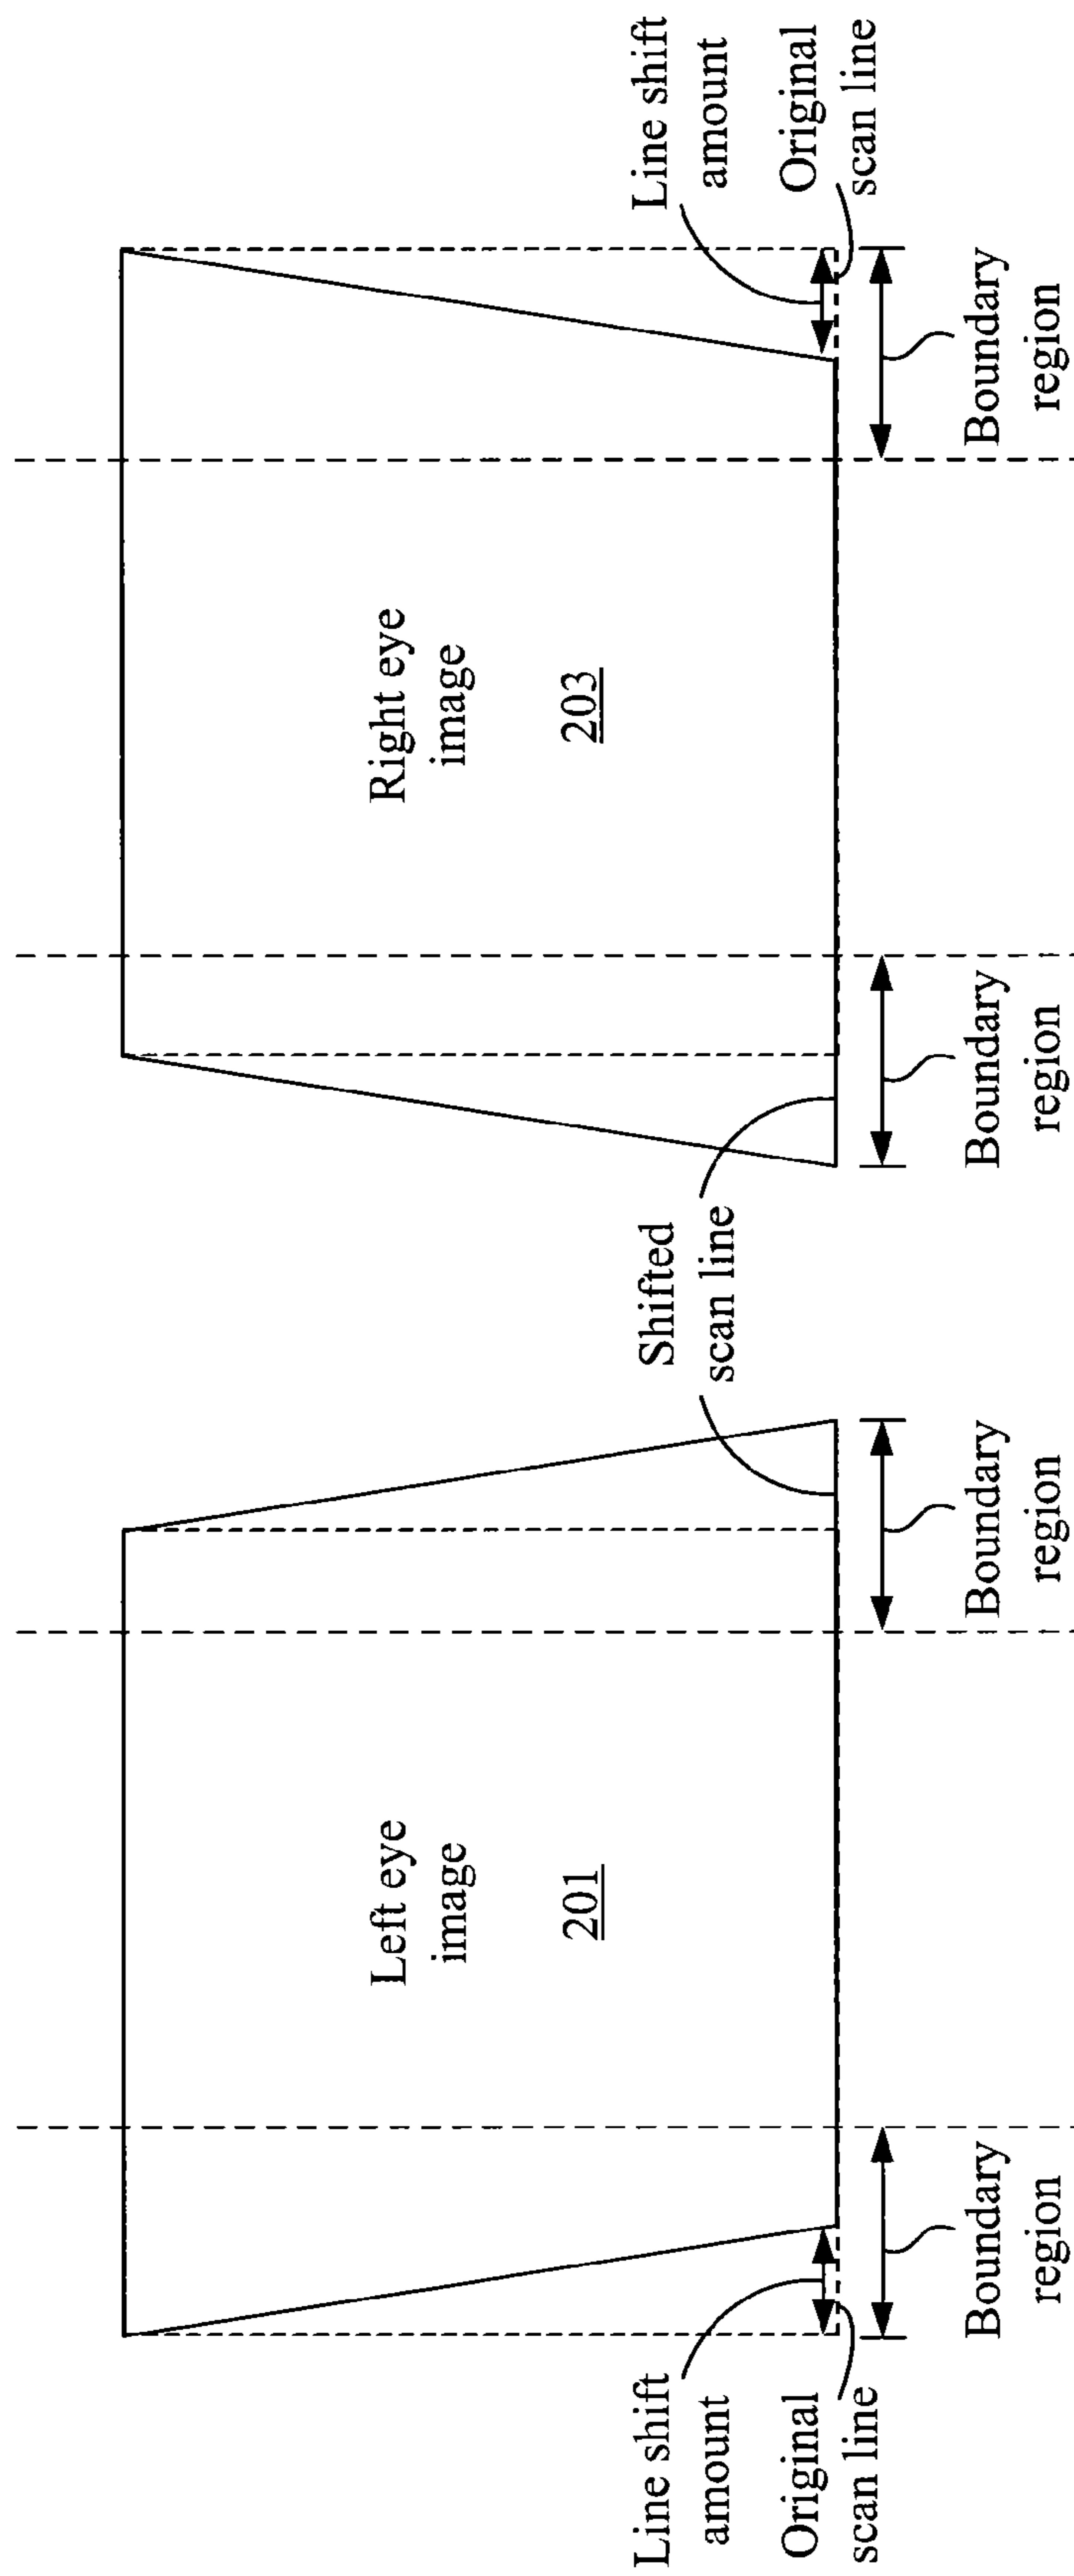 Left eye
image
201
Right eye
image
203
Line shift
amount
Original
scan line
Shifted
scan line
Line shift
amount
Original
scan line
Boundary
region
Boundary
region
Boundary
region
Boundary
region